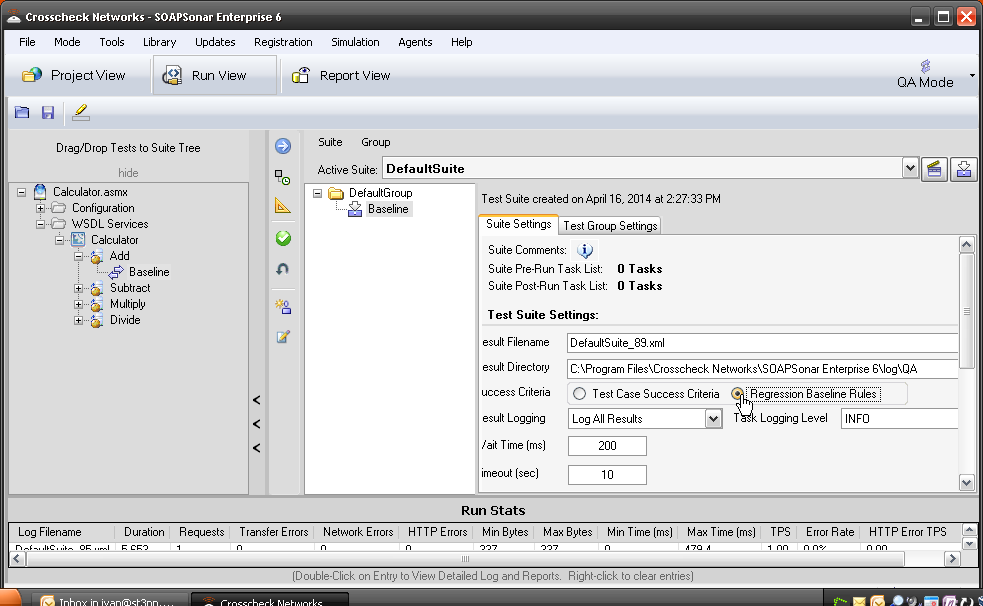 Crosscheck Networks - SOAPSonar Enterprise 6
File Mode Tools Library Updates Registration Simulation Agents Help
Project View Run View Report View QA Mode
Drag/Drop Tests to Suite Tree
hide
Calculator.asmx
Configuration
WSDL Services
Calculator
Add
Baseline
Subtract
Multiply
Divide
<
<
<
Suite Group
Active Suite: DefaultSuite
DefaultGroup
Baseline
Test Suite created on April 16, 2014 at 2:27:33 PM
Suite Settings Test Group Settings
Suite Comments:
Suite Pre-Run Task List: 0 Tasks
Suite Post-Run Task List: 0 Tasks
Test Suite Settings:
esult Filename DefaultSuite_89.xml
esult Directory C:\Program Files\Crosscheck Networks\SOAPSonar Enterprise 6\log\QA
uccess Criteria Test Case Success Criteria Regression Baseline Rules
esult Logging Log All Results Task Logging Level INFO
ait Time (ms) 200
imeout (sec) 10
Run Stats
Log Filename Duration Requests Transfer Errors Network Errors HTTP Errors Min Bytes Max Bytes Min Time (ms) Max Time (ms) TPS Error Rate HTTP Error TPS
DefaultSuite_85.xml 5.653 1 0 0 0 337 337 0 479.4 1.00 0.0% 0.00
(Double-Click on Entry to View Detailed Log and Reports. Right-click to clear entries)
Inbox in Crosscheck Networks